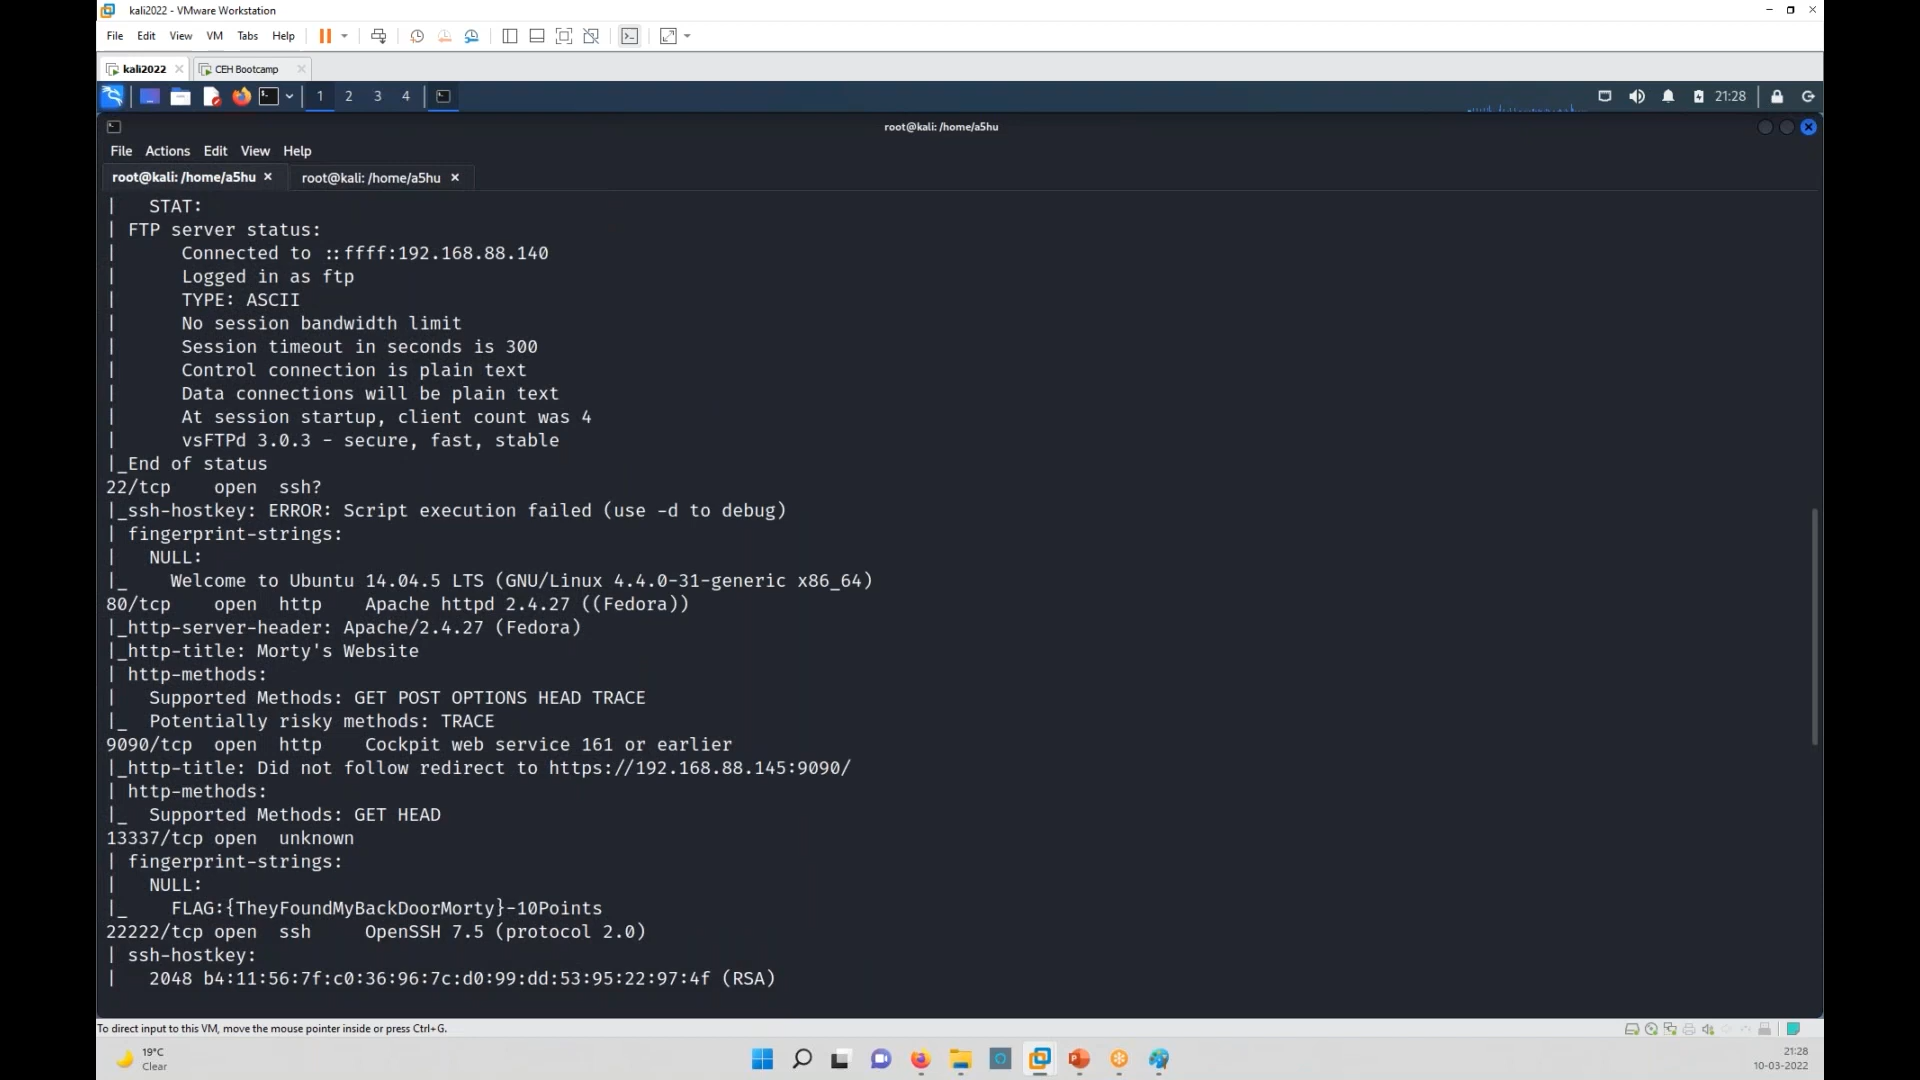 kali2022 - VMware Workstation
File Edit View VM Tabs Help
kali2022 CEH Bootcamp
1 2 3 4 21:28
root@kali: /home/a5hu
File Actions Edit View Help
root@kali: /home/a5hu root@kali: /home/a5hu
|   STAT:
| FTP server status:
|      Connected to ::ffff:192.168.88.140
|      Logged in as ftp
|      TYPE: ASCII
|      No session bandwidth limit
|      Session timeout in seconds is 300
|      Control connection is plain text
|      Data connections will be plain text
|      At session startup, client count was 4
|      vsFTPd 3.0.3 - secure, fast, stable
|_End of status
22/tcp    open  ssh?
|_ssh-hostkey: ERROR: Script execution failed (use -d to debug)
| fingerprint-strings:
|   NULL:
|_    Welcome to Ubuntu 14.04.5 LTS (GNU/Linux 4.4.0-31-generic x86_64)
80/tcp    open  http    Apache httpd 2.4.27 ((Fedora))
|_http-server-header: Apache/2.4.27 (Fedora)
|_http-title: Morty's Website
| http-methods:
|   Supported Methods: GET POST OPTIONS HEAD TRACE
|_  Potentially risky methods: TRACE
9090/tcp  open  http    Cockpit web service 161 or earlier
|_http-title: Did not follow redirect to https://192.168.88.145:9090/
| http-methods:
|_  Supported Methods: GET HEAD
13337/tcp open  unknown
| fingerprint-strings:
|   NULL:
|_    FLAG:{TheyFoundMyBackDoorMorty}-10Points
22222/tcp open  ssh     OpenSSH 7.5 (protocol 2.0)
| ssh-hostkey:
|   2048 b4:11:56:7f:c0:36:96:7c:d0:99:dd:53:95:22:97:4f (RSA)
To direct input to this VM, move the mouse pointer inside or press Ctrl+G.
19°C
Clear
21:28
10-03-2022